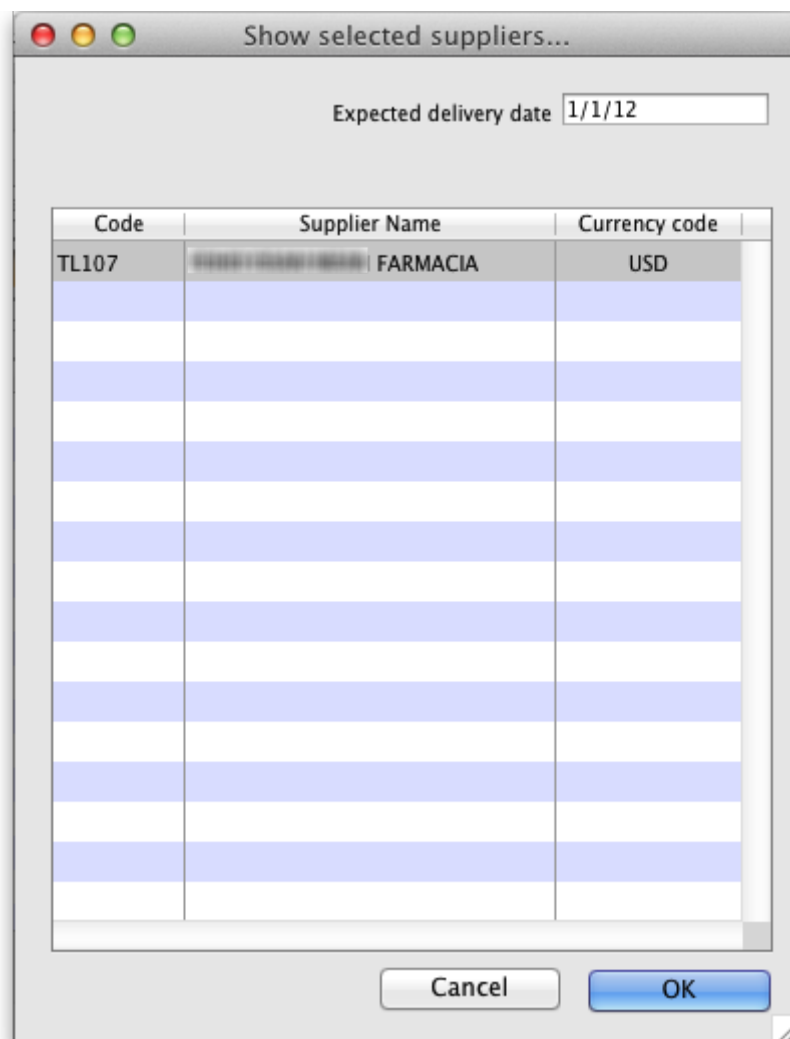 Show selected suppliers...
Expected delivery date 1/1/12
Code Supplier Name Currency code
TL107 FARMACIA USD
Cancel OK